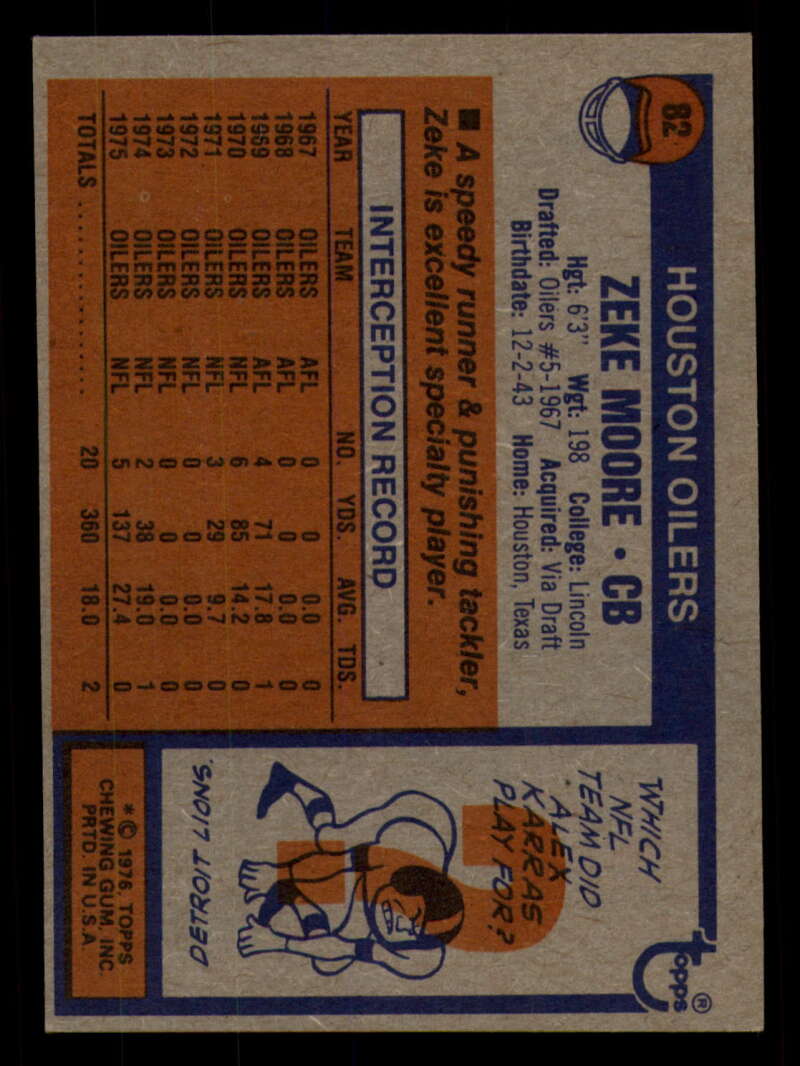 82
HOUSTON OILERS
ZEKE MOORE • CB
Hgt: 6'3" Wgt: 198 College: Lincoln
Drafted: Oilers #5-1967 Acquired: Via Draft
Birthdate: 12-2-43 Home: Houston, Texas
■ A speedy runner & punishing tackler,
Zeke is excellent specialty player.
INTERCEPTION RECORD
YEAR TEAM NO. YDS. AVG. TDS.
1967 OILERS AFL 0 0 0.0 0
1968 OILERS AFL 0 0 0.0 0
1969 OILERS AFL 4 71 17.8 1
1970 OILERS NFL 6 85 14.2 0
1971 OILERS NFL 3 29 9.7 0
1972 OILERS NFL 0 0 0.0 0
1973 OILERS NFL 0 0 0.0 0
1974 OILERS NFL 2 38 19.0 1
1975 OILERS NFL 5 137 27.4 0
TOTALS .................... 20 360 18.0 2
topps®
WHICH
NFL
TEAM DID
ALEX
KARRAS
PLAY FOR?
?
DETROIT LIONS.
* © 1976, TOPPS
CHEWING GUM, INC.
PRTD. IN U.S.A